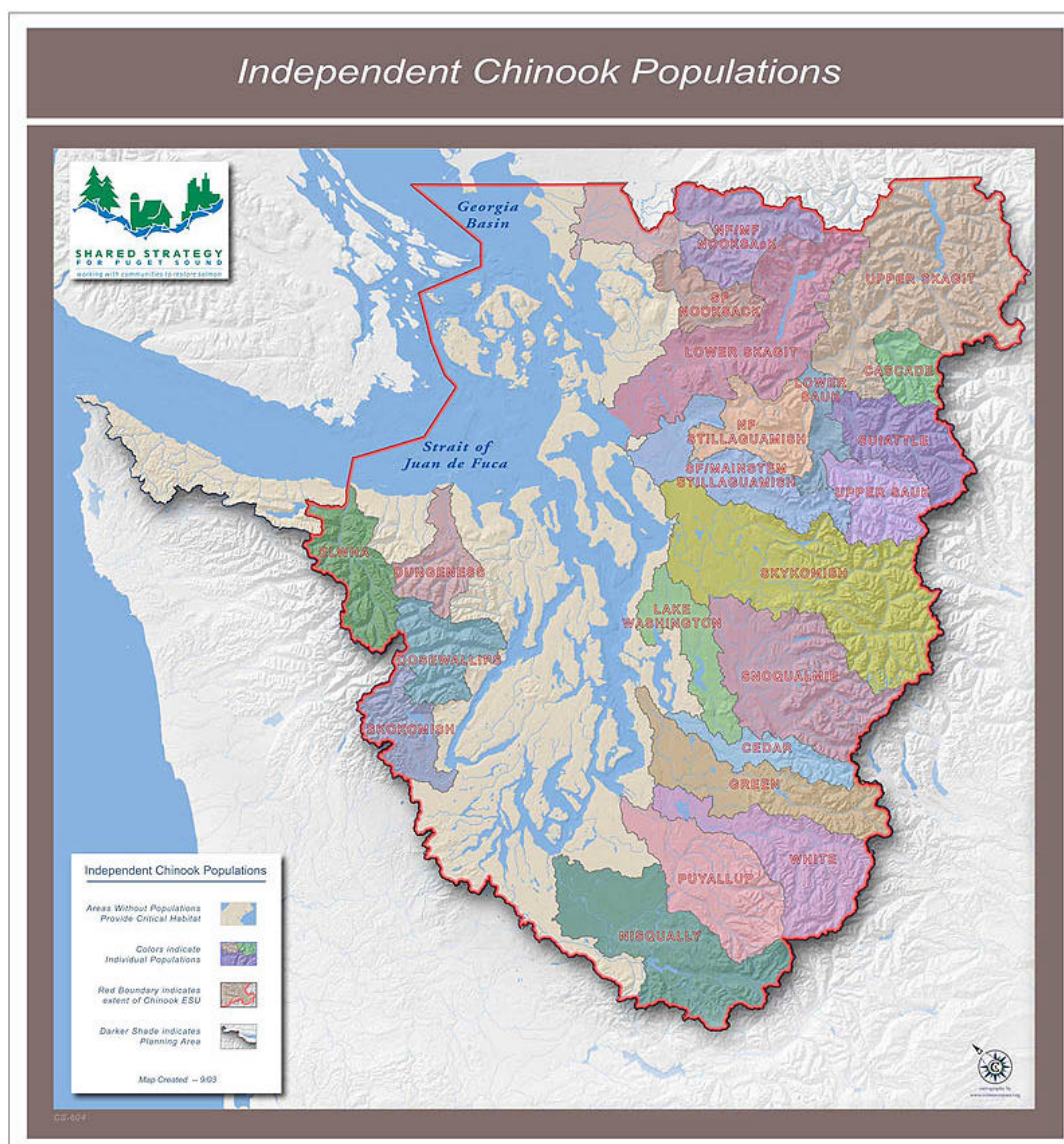 Independent Chinook Populations
SHARED STRATEGY
FOR PUGET SOUND
working with communities to restore salmon
Georgia
Basin
NF/MF
NOOKSACK
UPPER SKAGIT
SF
NOOKSACK
LOWER SKAGIT
CASCADE
LOWER
SAUK
NF
STILLAGUAMISH
SUIATTLE
Strait of
Juan de Fuca
SF/MAINSTEM
STILLAGUAMISH
UPPER SAUK
ELWHA
DUNGENESS
SKYKOMISH
LAKE
WASHINGTON
DOSEWALLIPS
SNOQUALMIE
SKOKOMISH
CEDAR
GREEN
WHITE
PUYALLUP
NISQUALLY
Independent Chinook Populations
Areas Without Populations
Provide Critical Habitat
Colors indicate
Individual Populations
Red Boundary indicates
extent of Chinook ESU
Darker Shade indicates
Planning Area
Map Created -- 9/03
cartography by
CS-604